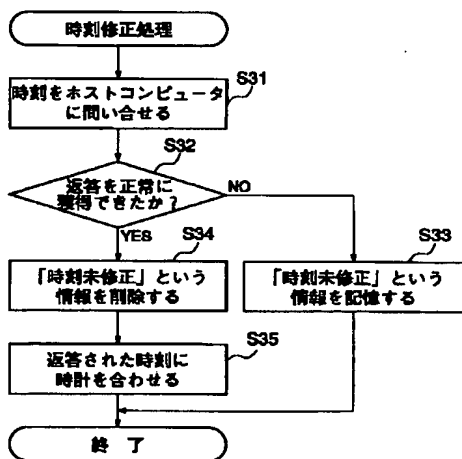 時刻修正処理
S31
時刻をホストコンピュータ
に問い合せる
S32
返答を正常に
獲得できたか?
NO
YES
S34
「時刻未修正」という
情報を削除する
S33
「時刻未修正」という
情報を記憶する
S35
返答された時刻に
時計を合わせる
終 了